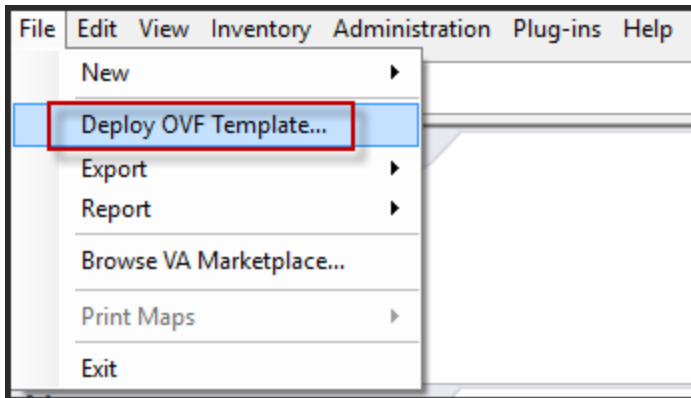 File Edit View Inventory Administration Plug-ins Help
New
Deploy OVF Template...
Export
Report
Browse VA Marketplace...
Print Maps
Exit